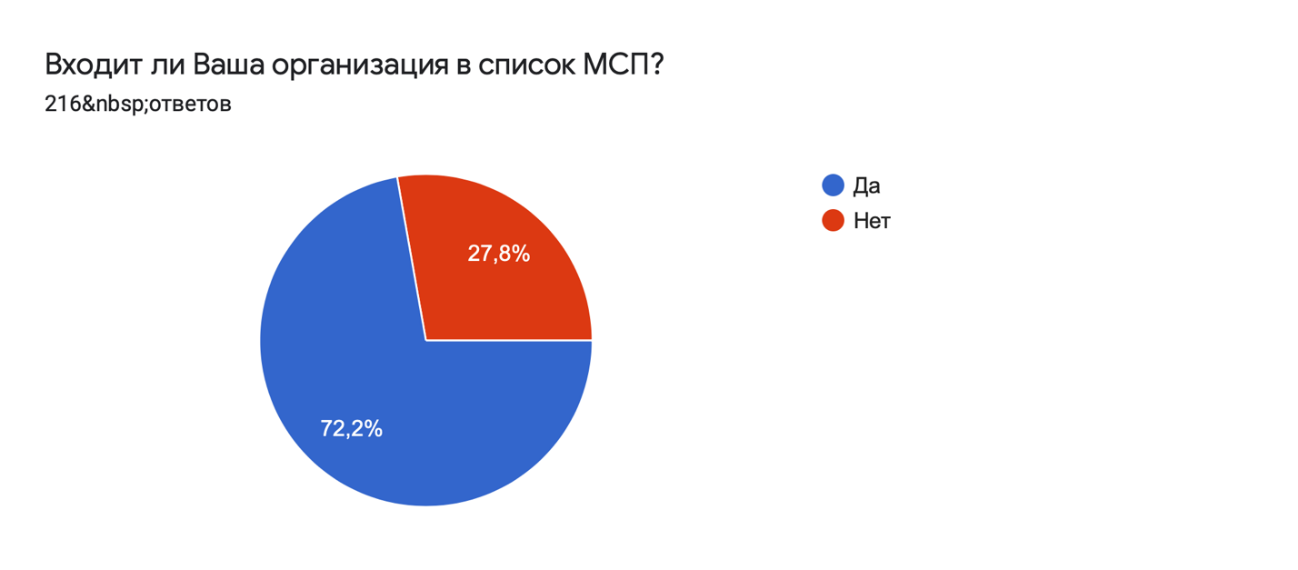 Входит ли Ваша организация в список МСП?
216&nbsp;ответов
Да
Нет
27,8%
72,2%